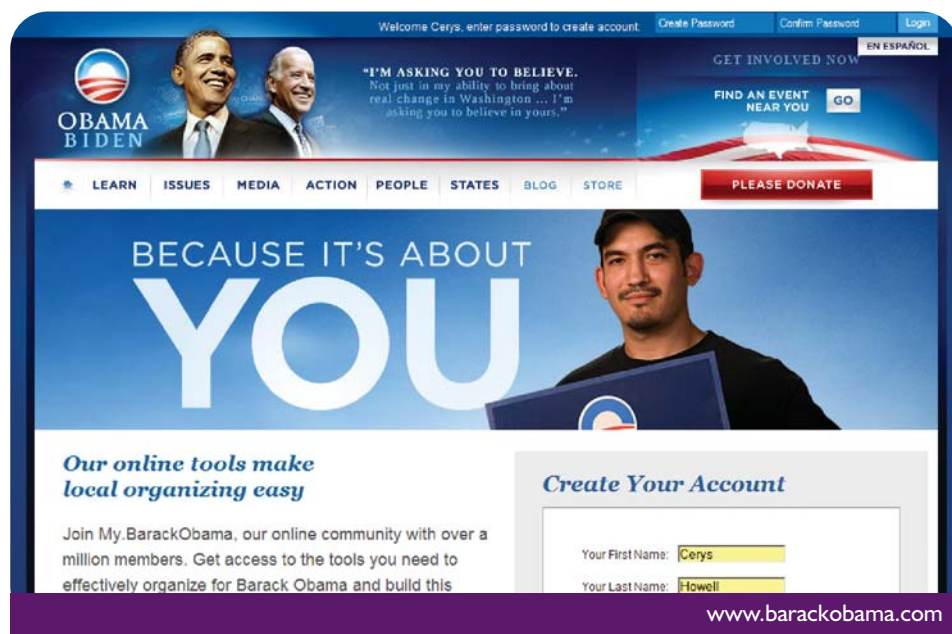 Welcome Cerys, enter password to create account.
Create Password
Confirm Password
Login
EN ESPAÑOL
OBAMA
BIDEN
“I’M ASKING YOU TO BELIEVE.
Not just in my ability to bring about
real change in Washington ... I’m
asking you to believe in yours.”
GET INVOLVED NOW
FIND AN EVENT
NEAR YOU
GO
LEARN
ISSUES
MEDIA
ACTION
PEOPLE
STATES
BLOG
STORE
PLEASE DONATE
BECAUSE IT’S ABOUT
YOU
Our online tools make
local organizing easy
Join My.BarackObama, our online community with over a
million members. Get access to the tools you need to
effectively organize for Barack Obama and build this
Create Your Account
Your First Name: Cerys
Your Last Name: Howell
www.barackobama.com